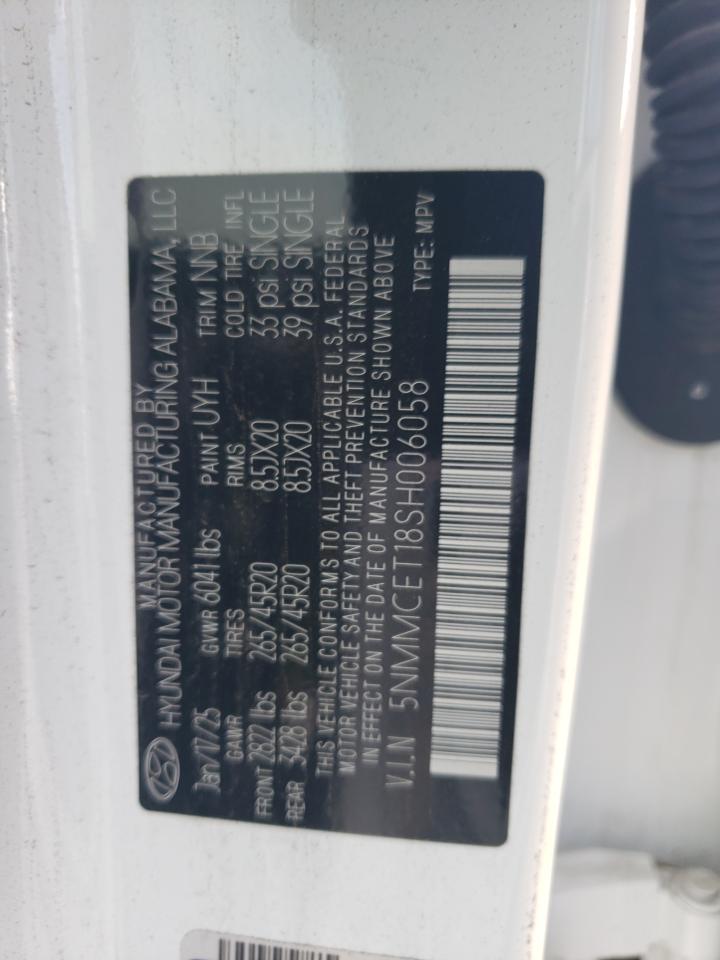 MANUFACTURED BY
HYUNDAI MOTOR MANUFACTURING ALABAMA, LLC
Jan/17/25 GVWR 6041 lbs PAINT UYH TRIM NNB
GAWR TIRES RIMS COLD TIRE INFL
FRONT 2822 lbs 265/45R20 8.5JX20 33 psi SINGLE
REAR 3428 lbs 265/45R20 8.5JX20 39 psi SINGLE
THIS VEHICLE CONFORMS TO ALL APPLICABLE U.S.A. FEDERAL
MOTOR VEHICLE SAFETY AND THEFT PREVENTION STANDARDS
IN EFFECT ON THE DATE OF MANUFACTURE SHOWN ABOVE
V.I.N 5NMMCET18SH006058 TYPE: MPV